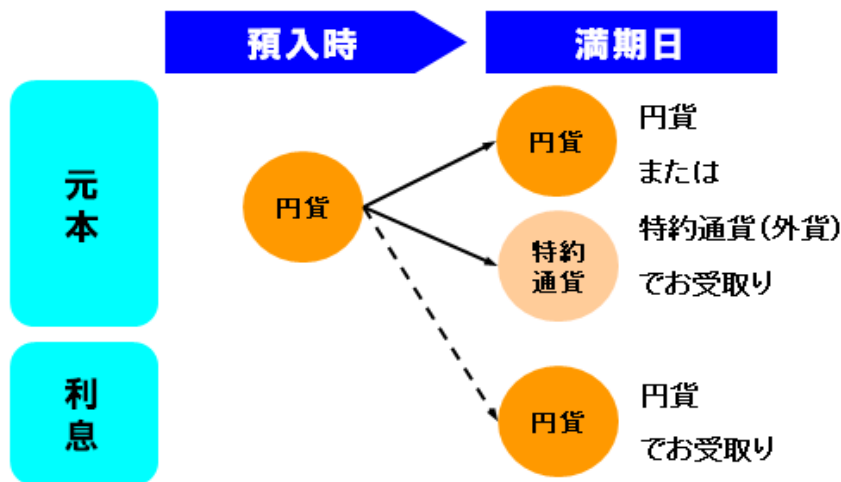 預入時
満期日
元本
円貨
円貨
特約
通貨
円貨
または
特約通貨(外貨)
でお受取り
利息
円貨
円貨
でお受取り